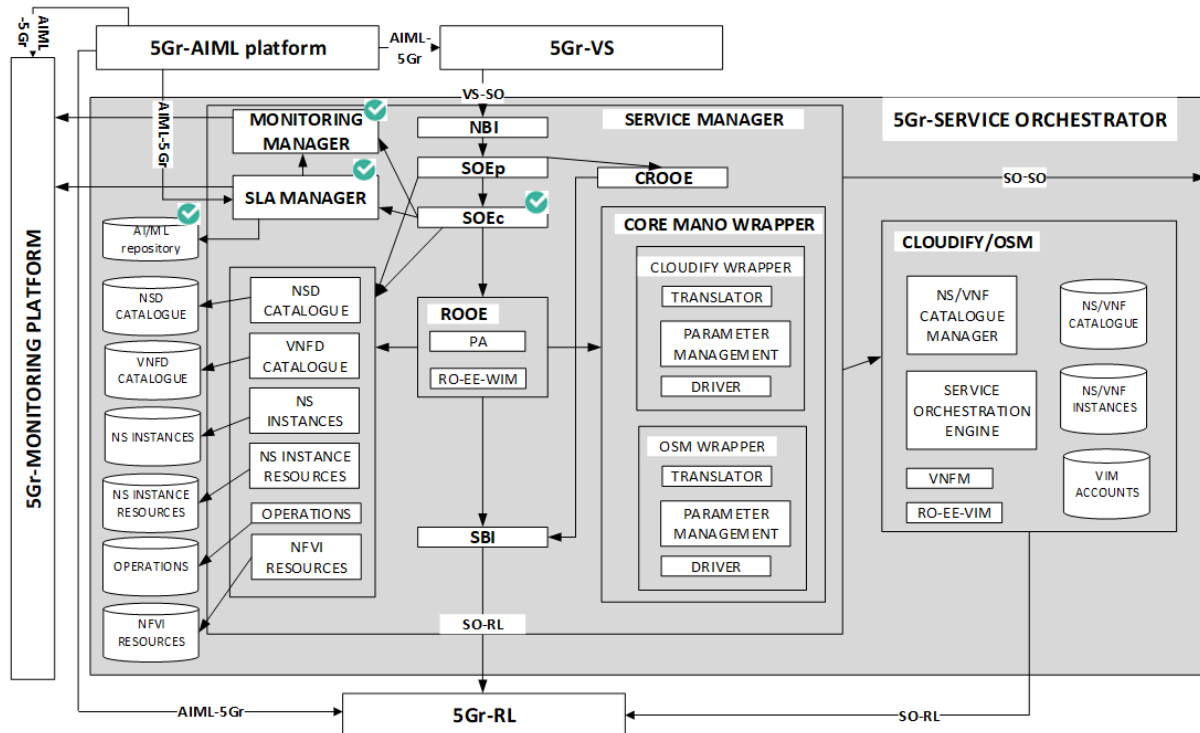 AIML
-5Gr
5Gr-AIML platform
AIML-
5Gr
5Gr-VS
VS-SO
AIML-5Gr
5Gr-MONITORING PLATFORM
MONITORING
MANAGER
NBI
SERVICE MANAGER
5Gr-SERVICE ORCHESTRATOR
SOEp
CROOE
SO-SO
SLA MANAGER
SOEc
AI/ML
repository
CORE MANO WRAPPER
CLOUDIFY WRAPPER
TRANSLATOR
PARAMETER
MANAGEMENT
DRIVER
OSM WRAPPER
TRANSLATOR
PARAMETER
MANAGEMENT
DRIVER
CLOUDIFY/OSM
NS/VNF
CATALOGUE
MANAGER
NS/VNF
CATALOGUE
SERVICE
ORCHESTRATION
ENGINE
NS/VNF
INSTANCES
VNFM
RO-EE-VIM
VIM
ACCOUNTS
NSD
CATALOGUE
NSD
CATALOGUE
ROOE
PA
RO-EE-WIM
VNFD
CATALOGUE
VNFD
CATALOGUE
NS INSTANCES
NS
INSTANCES
NS INSTANCE
RESOURCES
NS INSTANCE
RESOURCES
OPERATIONS
OPERATIONS
NFVI
RESOURCES
NFVI
RESOURCES
SBI
SO-RL
AIML-5Gr
5Gr-RL
SO-RL